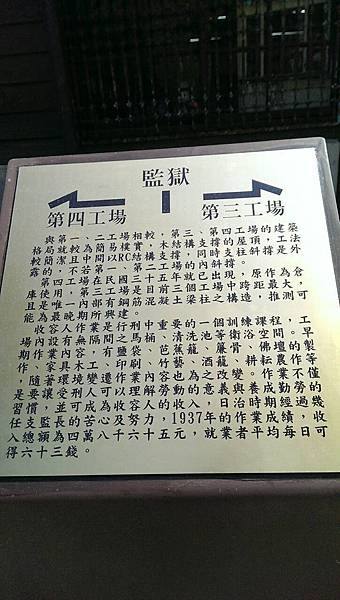 監獄
第四工場 第三工場
與第一、二工場相較，第三、第四工場的建築
格局就較為簡易樸實，木結構支撐的屋頂，工法
較簡潔，且中間以RC結構支撐，同時支柱斜撐是外
露的，不若第一、第二工場的內斜撐。
第四工場在民國三十五年就已出現，原作為倉
庫使用，第三工場是目前三個工場中跨距最大，
且是唯一內部有鋼筋混凝土梁柱之構造，推測可
能為最晚期所興建。
收容人作業是行刑中重要的一個訓練課程，工
場內設有無隔間馬桶、洗滌池等衛浴空間。早
期作業內容，有鹽袋、芭蕉籠、酒簾、佛壇製
作、家具木工、印刷、竹藝、洗濯、耕耘農作等
，隨著環境變遷作業內容也為之改變。作業不僅
是要讓受刑人可理解勞動的意義與養成勤勞的
習慣，並可以收容人力收入，日治時期經過幾
任支監長的苦心及努力，1937年的作業成績，收
入總額為四萬八千六十五元，就業者平均每日可
得六十三錢。